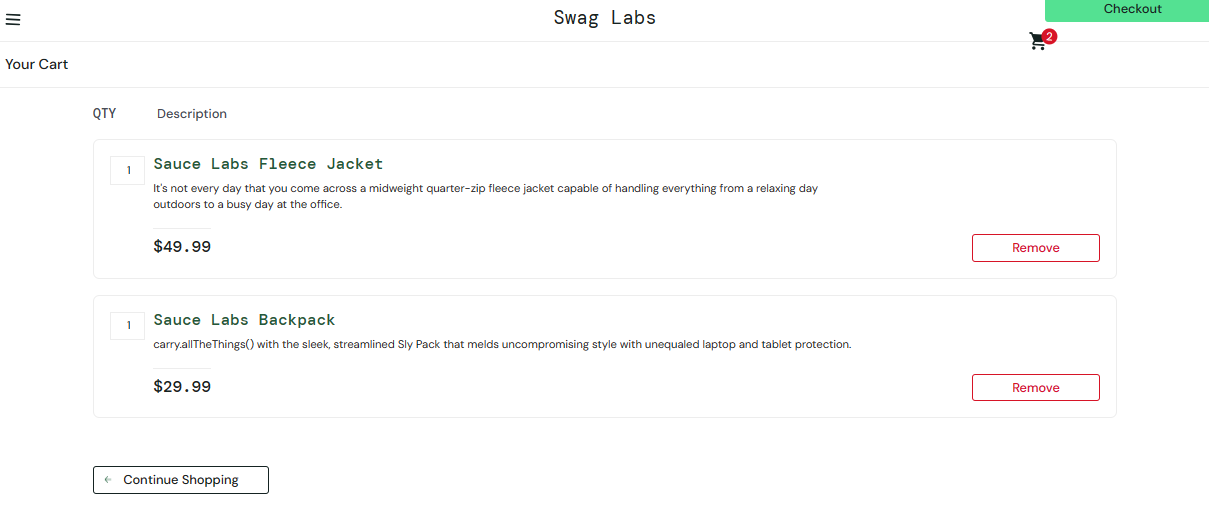 Swag Labs
Checkout
2
Your Cart
QTY
Description
1
Sauce Labs Fleece Jacket
It's not every day that you come across a midweight quarter-zip fleece jacket capable of handling everything from a relaxing day
outdoors to a busy day at the office.
$49.99
Remove
1
Sauce Labs Backpack
carry.allTheThings() with the sleek, streamlined Sly Pack that melds uncompromising style with unequaled laptop and tablet protection.
$29.99
Remove
Continue Shopping